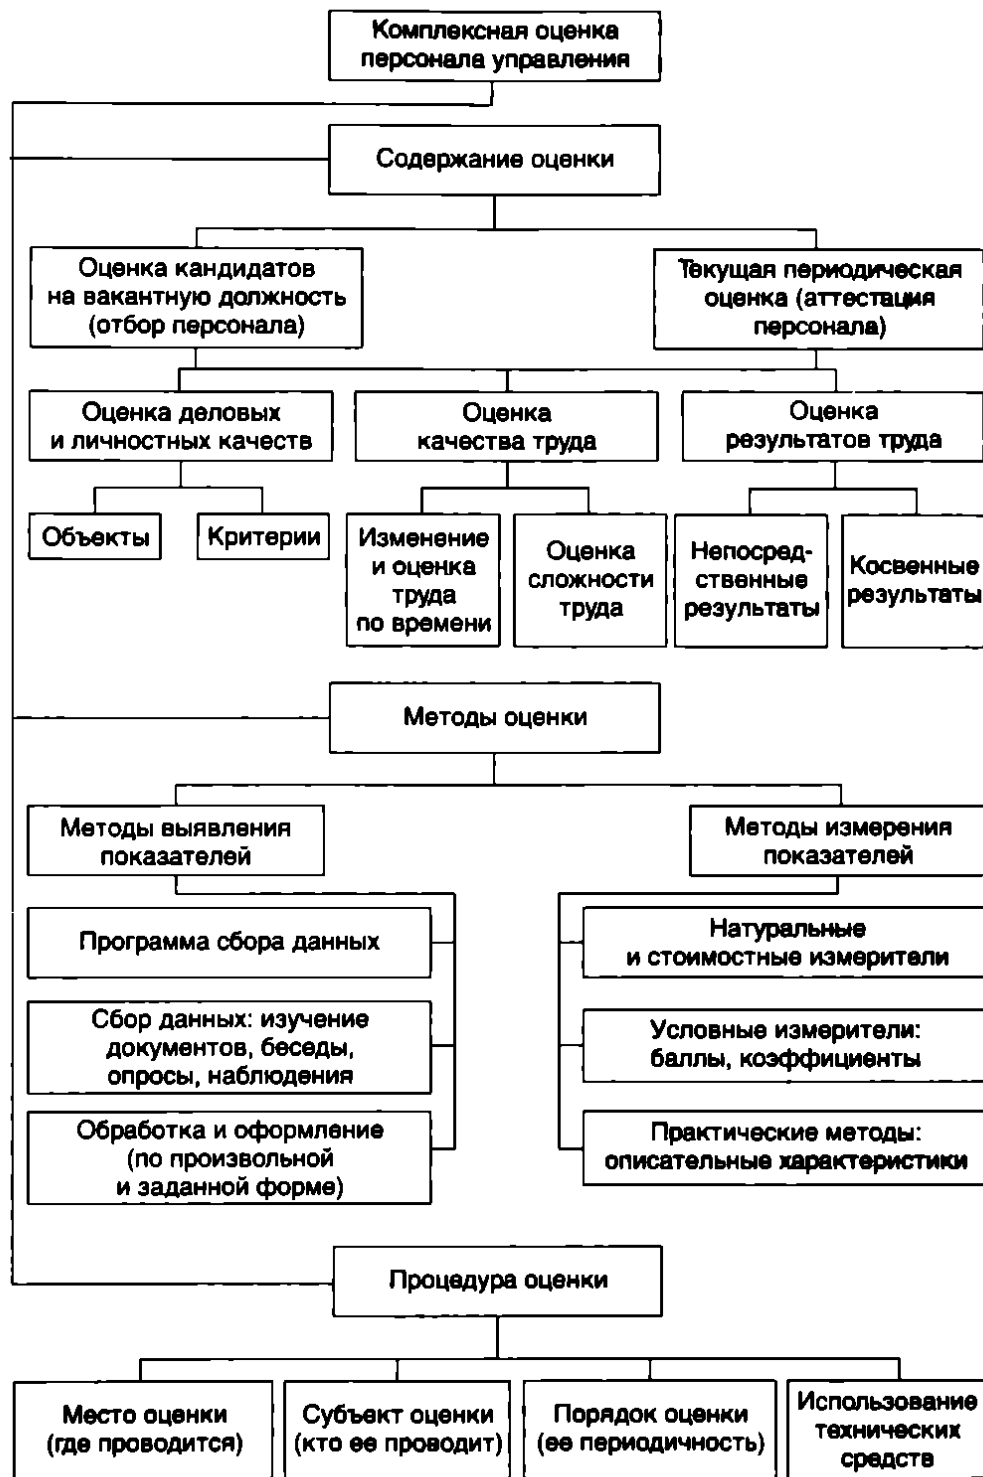 Комплексная оценка
персонала управления
Содержание оценки
Оценка кандидатов
на вакантную должность
(отбор персонала)
Текущая периодическая
оценка (аттестация
персонала)
Оценка деловых
и личностных качеств
Оценка
качества труда
Оценка
результатов труда
Объекты
Критерии
Изменение
и оценка
труда
по времени
Оценка
сложности
труда
Непосред-
ственные
результаты
Косвенные
результаты
Методы оценки
Методы выявления
показателей
Методы измерения
показателей
Программа сбора данных
Сбор данных: изучение
документов, беседы,
опросы, наблюдения
Обработка и оформление
(по произвольной
и заданной форме)
Натуральные
и стоимостные измерители
Условные измерители:
баллы, коэффициенты
Практические методы:
описательные характеристики
Процедура оценки
Место оценки
(где проводится)
Субъект оценки
(кто ее проводит)
Порядок оценки
(ее периодичность)
Использование
технических
средств